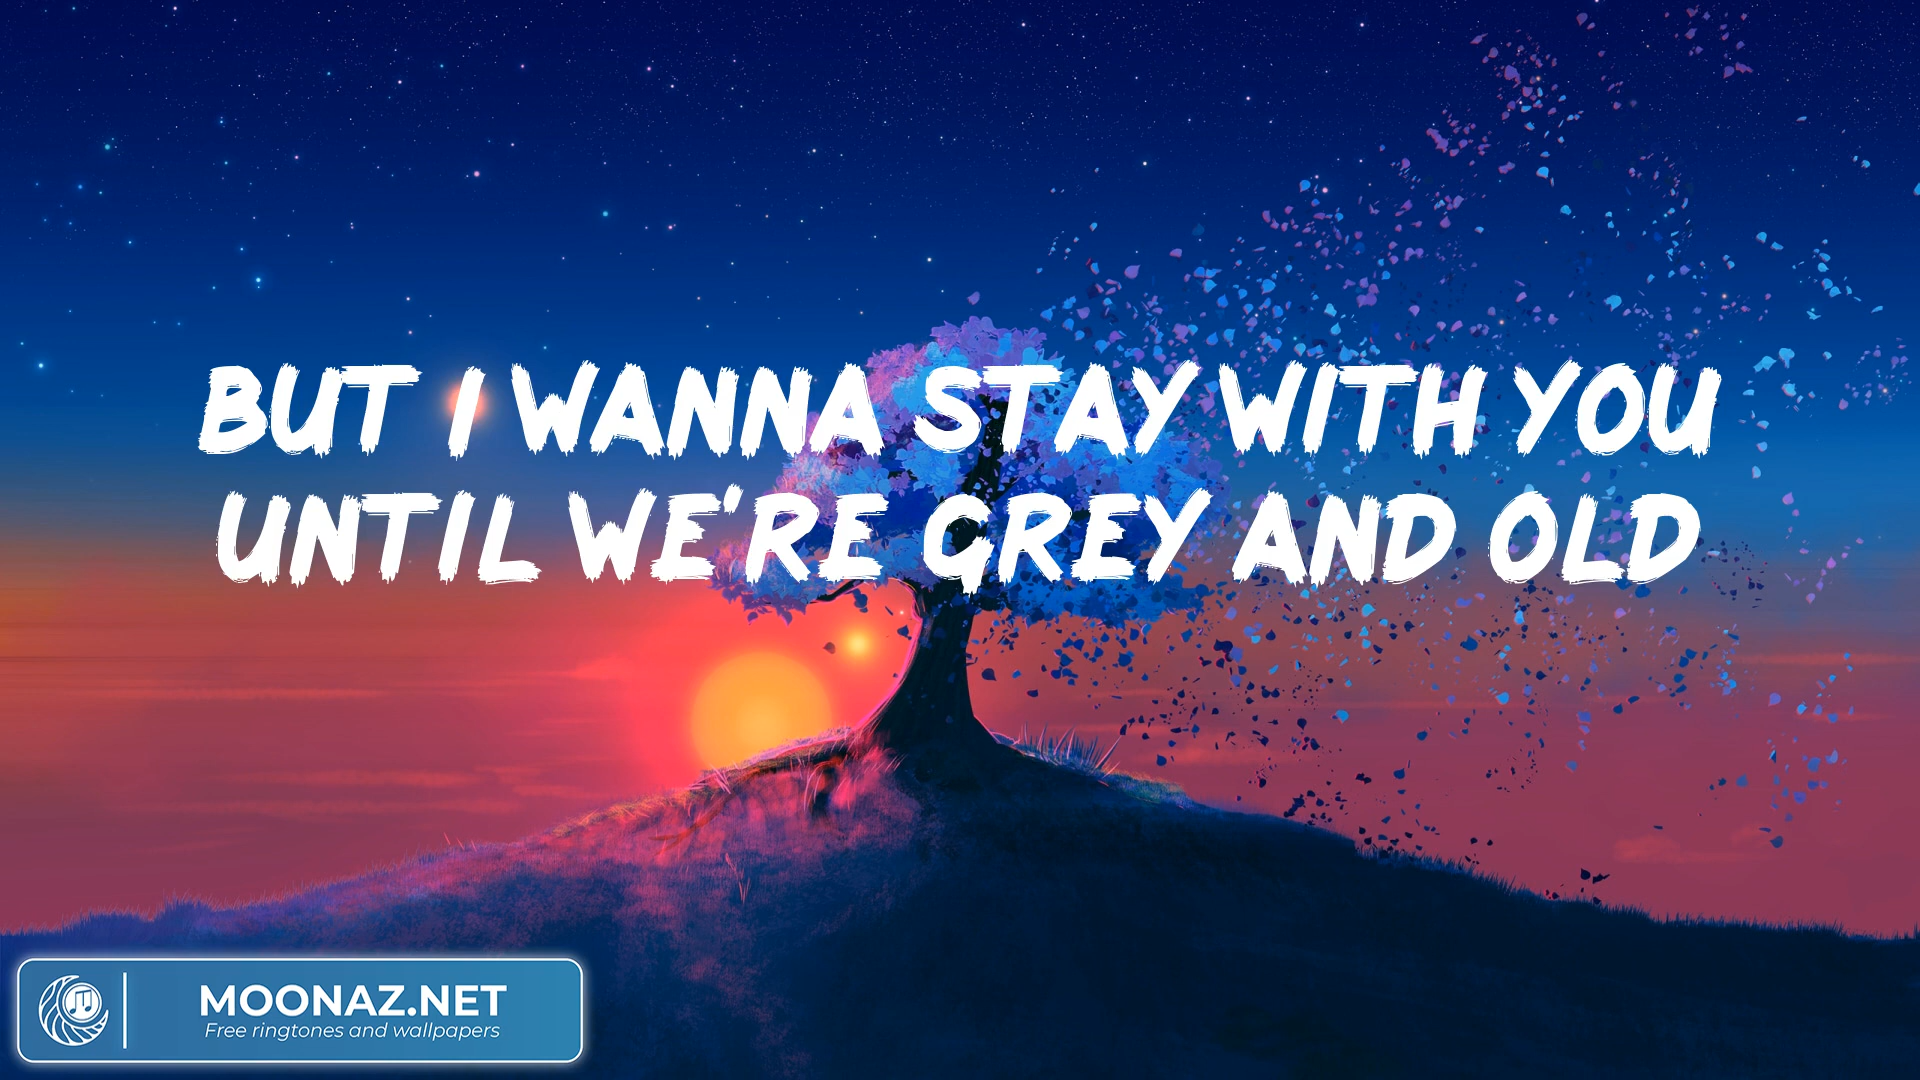 BUT I WANNA STAY WITH YOU
UNTIL WE'RE GREY AND OLD
MOONAZ.NET
Free ringtones and wallpapers